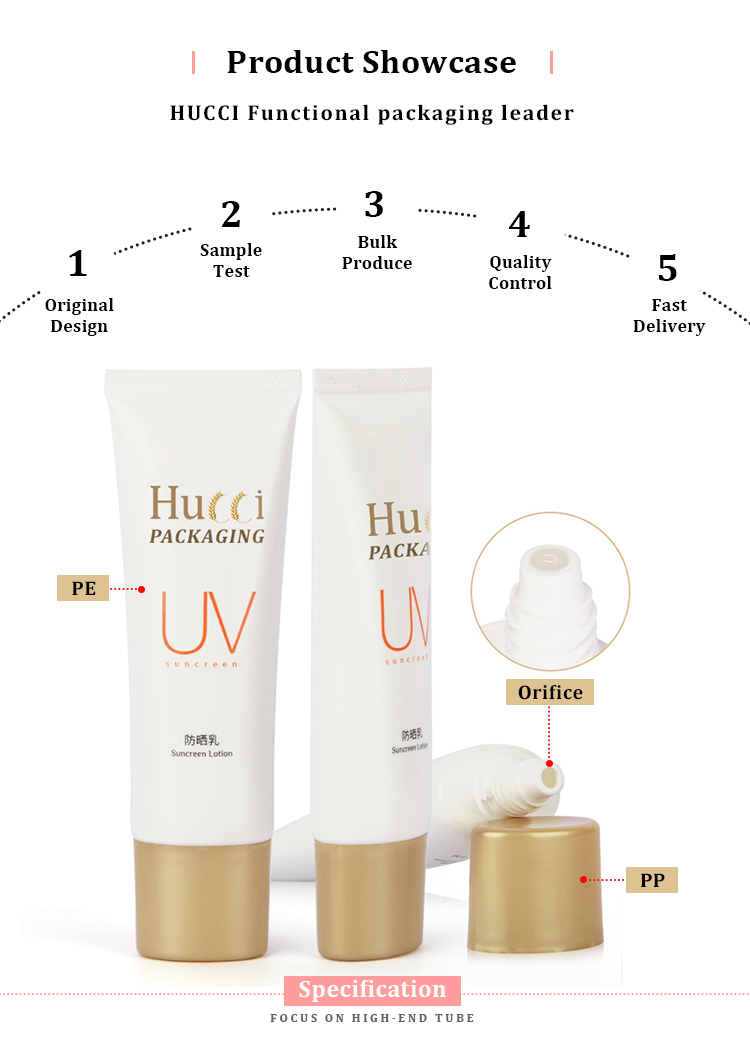 Product Showcase
HUCCI Functional packaging leader
1
Original
Design
2
Sample
Test
3
Bulk
Produce
4
Quality
Control
5
Fast
Delivery
Hucci
PACKAGING
UV
suncreen
防晒乳
Suncreen Lotion
Huc
PACKA
UV
suncreen
防晒乳
Suncreen Lotion
PE
Orifice
PP
Specification
FOCUS ON HIGH-END TUBE